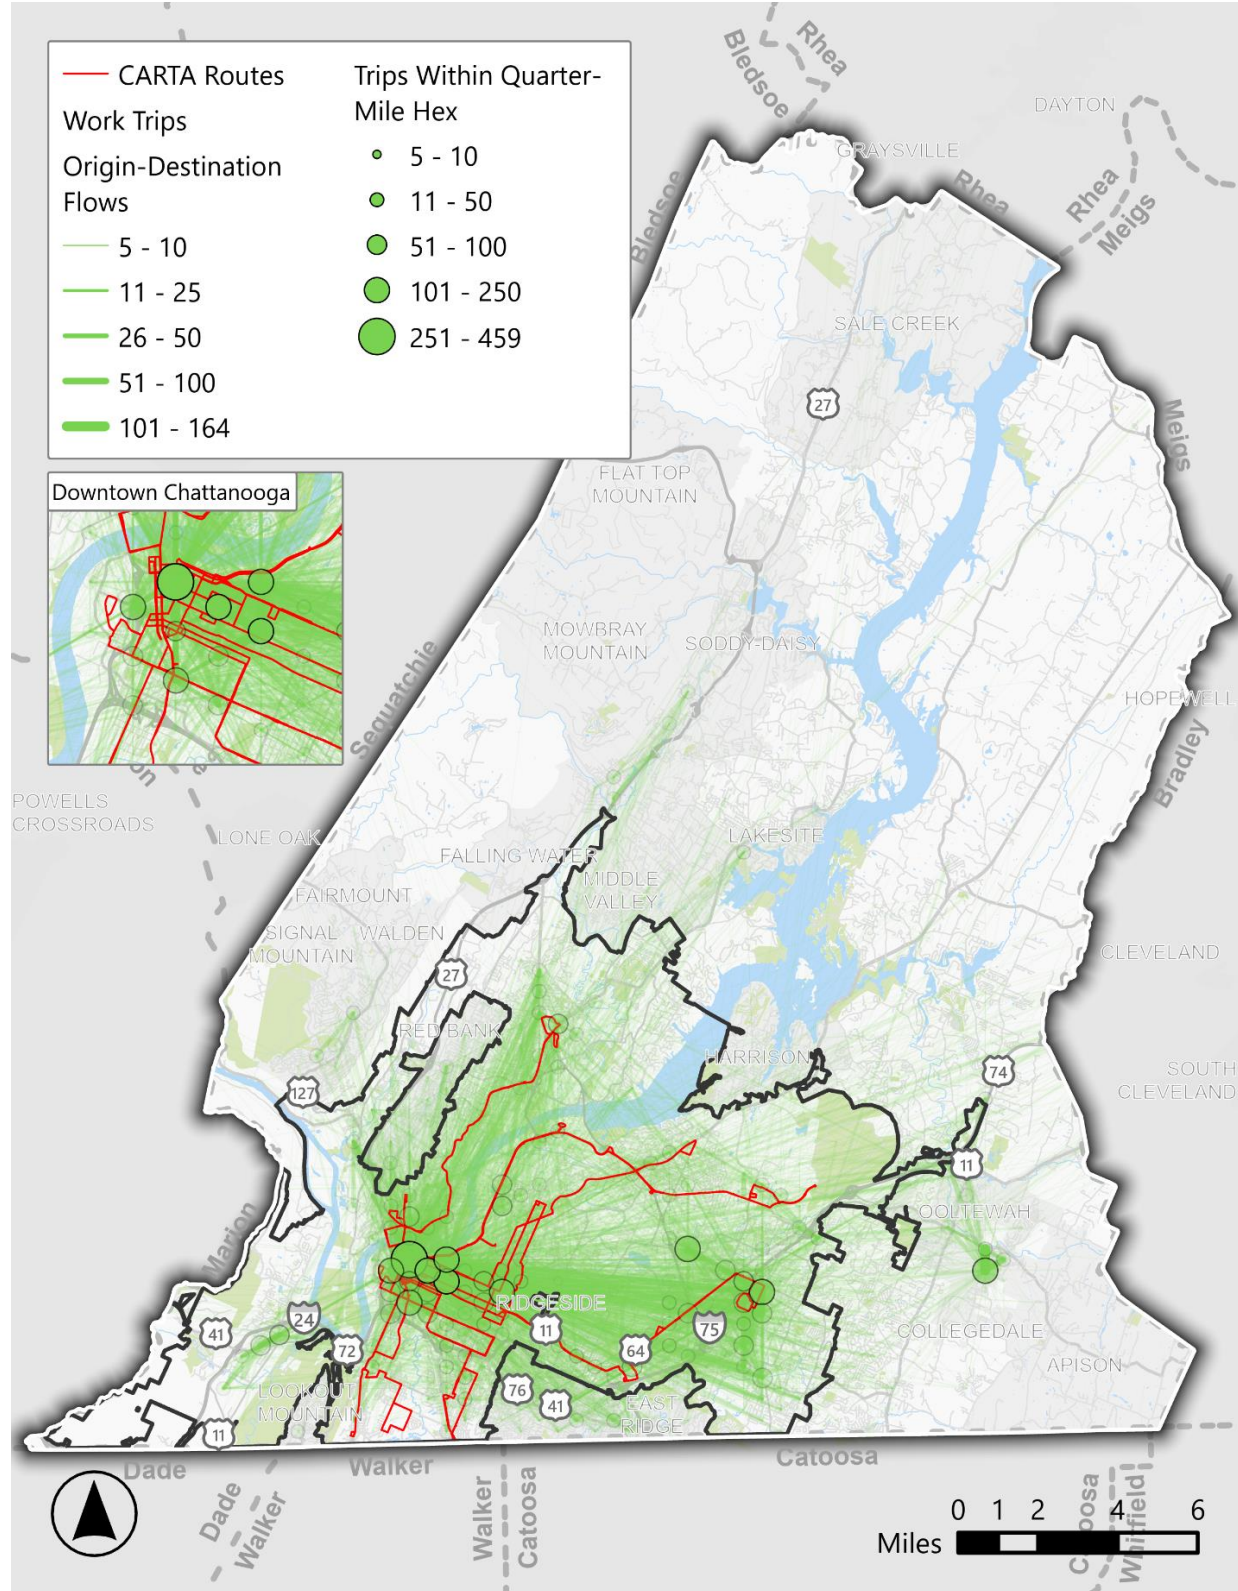 CARTA Routes
Work Trips
Origin-Destination
Flows
5 - 10
11 - 25
26 - 50
51 - 100
101 - 164
Trips Within Quarter-
Mile Hex
5 - 10
11 - 50
51 - 100
101 - 250
251 - 459
Downtown Chattanooga
Rhea
Bledsoe
DAYTON
GRAYSVILLE
Rhea
Rhea
Meigs
Bledsoe
SALE CREEK
27
Meigs
FLAT TOP
MOUNTAIN
MOWBRAY
MOUNTAIN
SODDY-DAISY
Sequatchie
HOPEWELL
Bradley
on
POWELLS
CROSSROADS
LONE OAK
LAKESITE
FALLING WATER
MIDDLE
VALLEY
FAIRMOUNT
SIGNAL
MOUNTAIN
WALDEN
CLEVELAND
27
RED BANK
HARRISON
74
SOUTH
CLEVELAND
127
11
OOLTEWAH
Marion
RIDGESIDE
24
41
72
11
64
75
COLLEGEDALE
APISON
76
41
LOOKOUT
MOUNTAIN
EAST
RIDGE
11
Dade
Walker
Catoosa
Dade
Walker
Walker
Catoosa
C oosa
Whitfield
0 1 2 4 6
Miles